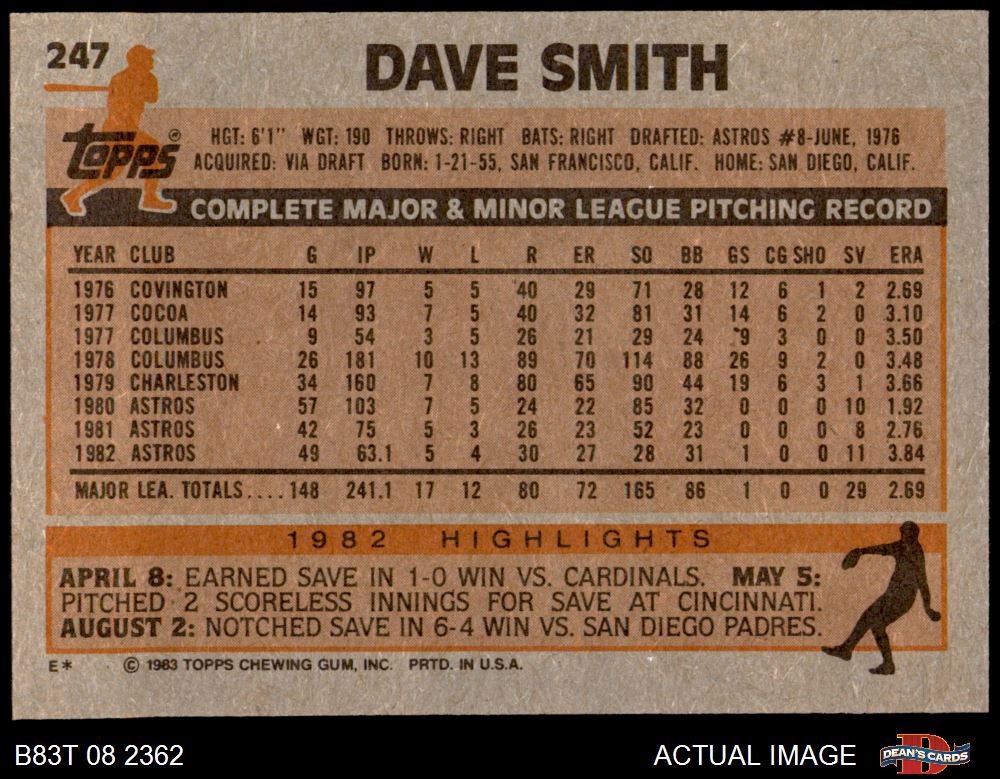 247
DAVE SMITH
topps®
HGT: 6'1" WGT: 190 THROWS: RIGHT BATS: RIGHT DRAFTED: ASTROS #8-JUNE, 1976
ACQUIRED: VIA DRAFT BORN: 1-21-55, SAN FRANCISCO, CALIF. HOME: SAN DIEGO, CALIF.
COMPLETE MAJOR & MINOR LEAGUE PITCHING RECORD
YEAR CLUB G IP W L R ER SO BB GS CG SHO SV ERA
1976 COVINGTON 15 97 5 5 40 29 71 28 12 6 1 2 2.69
1977 COCOA 14 93 7 5 40 32 81 31 14 6 2 0 3.10
1977 COLUMBUS 9 54 3 5 26 21 29 24 9 3 0 0 3.50
1978 COLUMBUS 26 181 10 13 89 70 114 88 26 9 2 0 3.48
1979 CHARLESTON 34 160 7 8 80 65 90 44 19 6 3 1 3.66
1980 ASTROS 57 103 7 5 24 22 85 32 0 0 0 10 1.92
1981 ASTROS 42 75 5 3 26 23 52 23 0 0 0 8 2.76
1982 ASTROS 49 63.1 5 4 30 27 28 31 1 0 0 11 3.84
MAJOR LEA. TOTALS.... 148 241.1 17 12 80 72 165 86 1 0 0 29 2.69
1982 HIGHLIGHTS
APRIL 8: EARNED SAVE IN 1-0 WIN VS. CARDINALS. MAY 5:
PITCHED 2 SCORELESS INNINGS FOR SAVE AT CINCINNATI.
AUGUST 2: NOTCHED SAVE IN 6-4 WIN VS. SAN DIEGO PADRES.
E* © 1983 TOPPS CHEWING GUM, INC. PRTD. IN U.S.A.
B83T 08 2362
ACTUAL IMAGE
DEAN'S CARDS